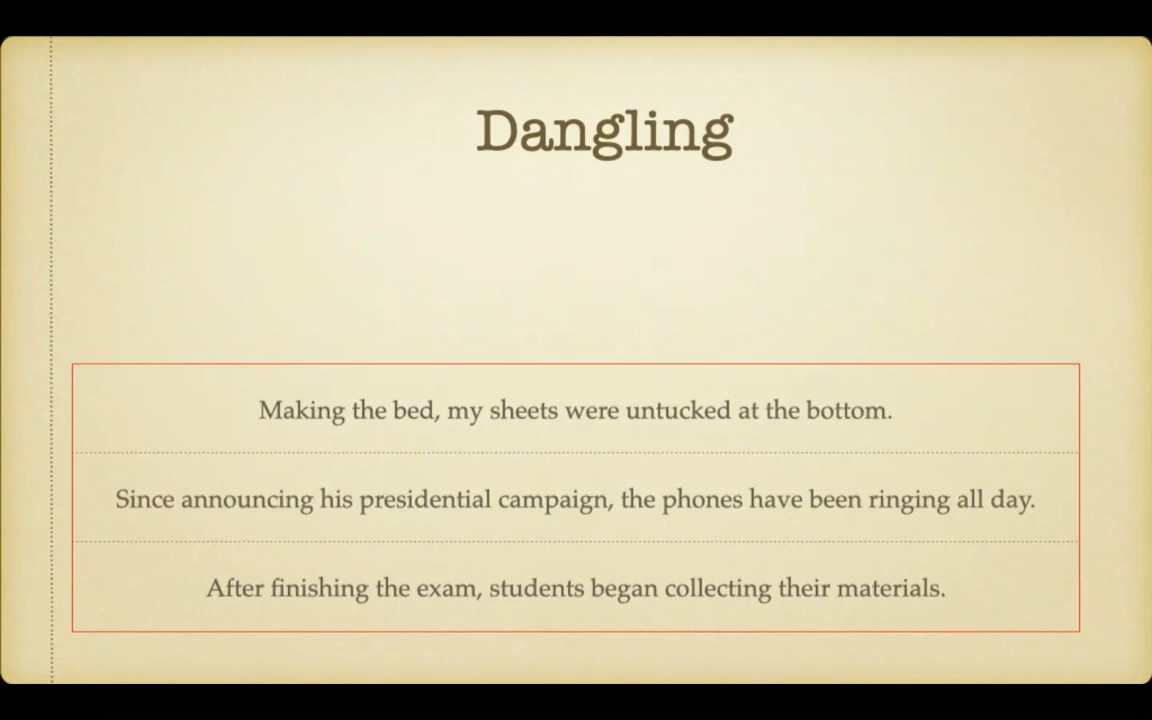 Dangling
Making the bed, my sheets were untucked at the bottom.
Since announcing his presidential campaign, the phones have been ringing all day.
After finishing the exam, students began collecting their materials.